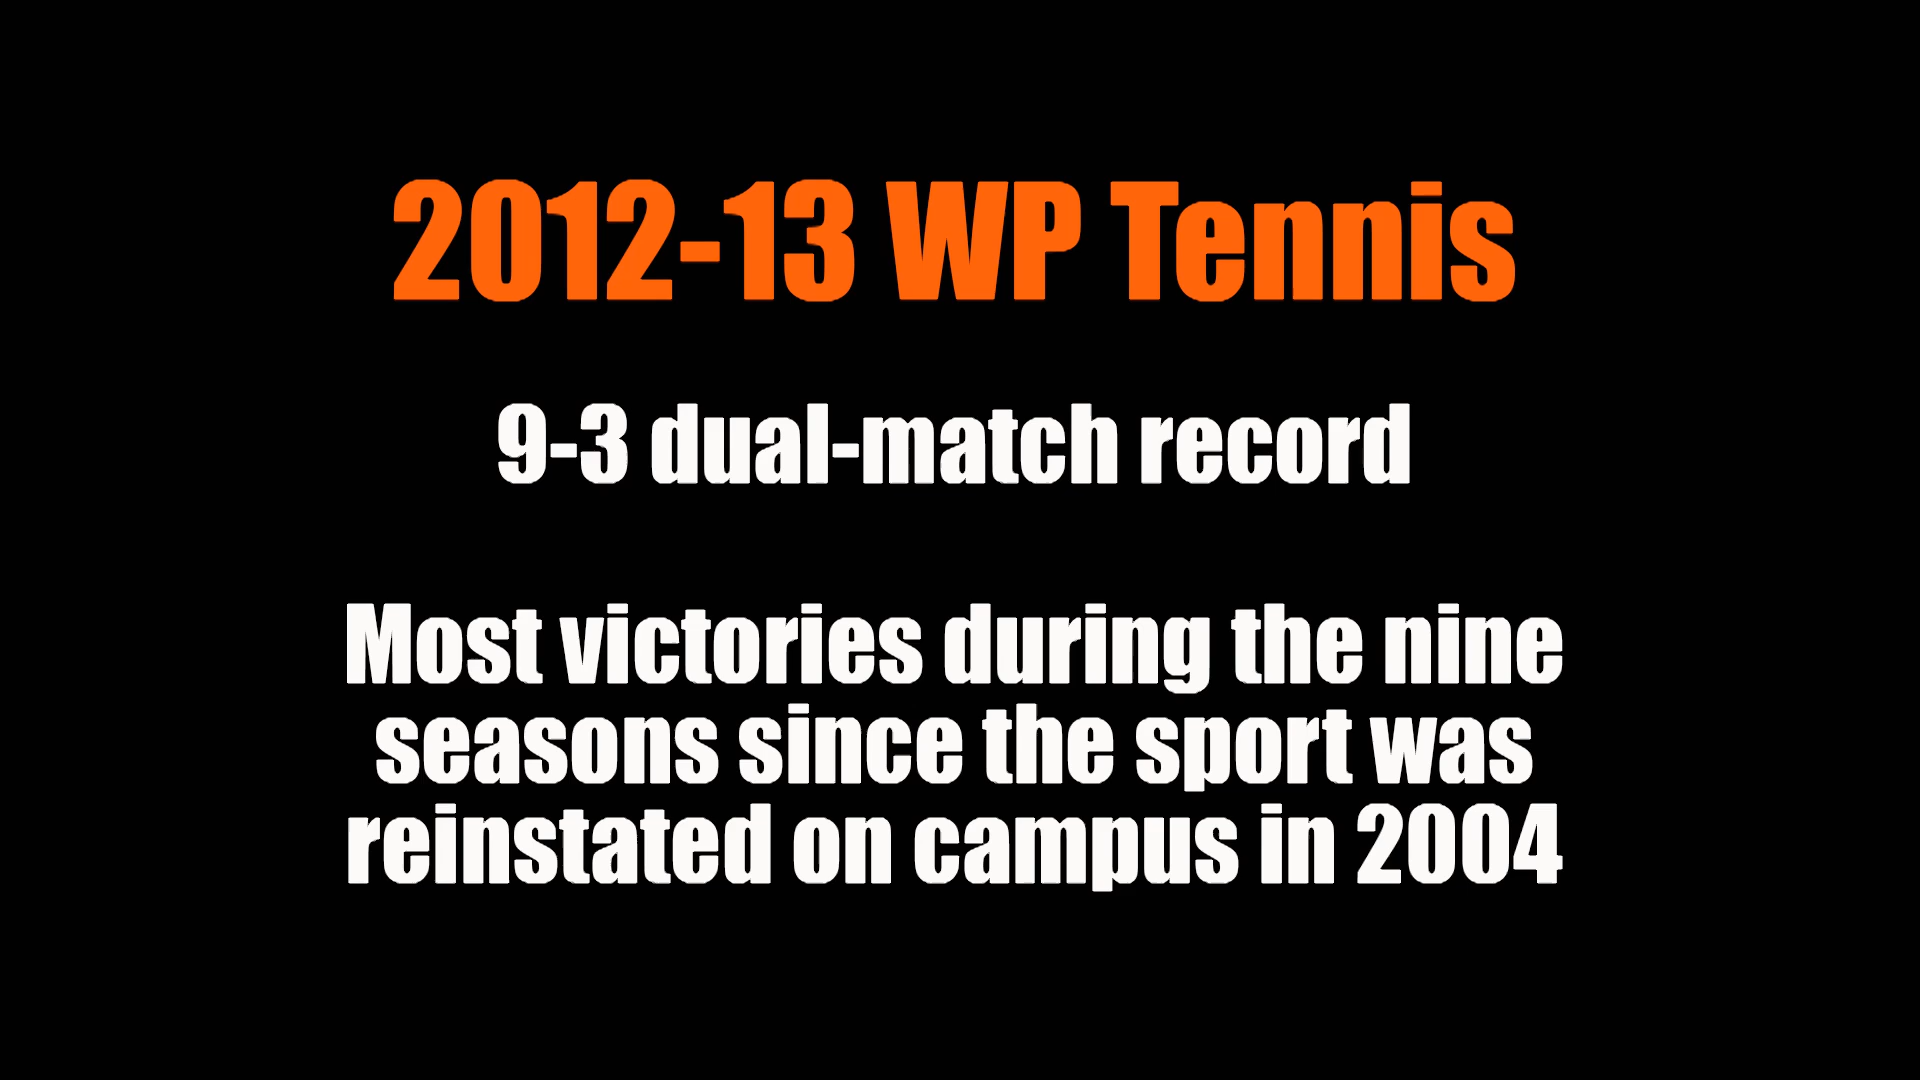 2012-13 WP Tennis
9-3 dual-match record
Most victories during the nine
seasons since the sport was
reinstated on campus in 2004